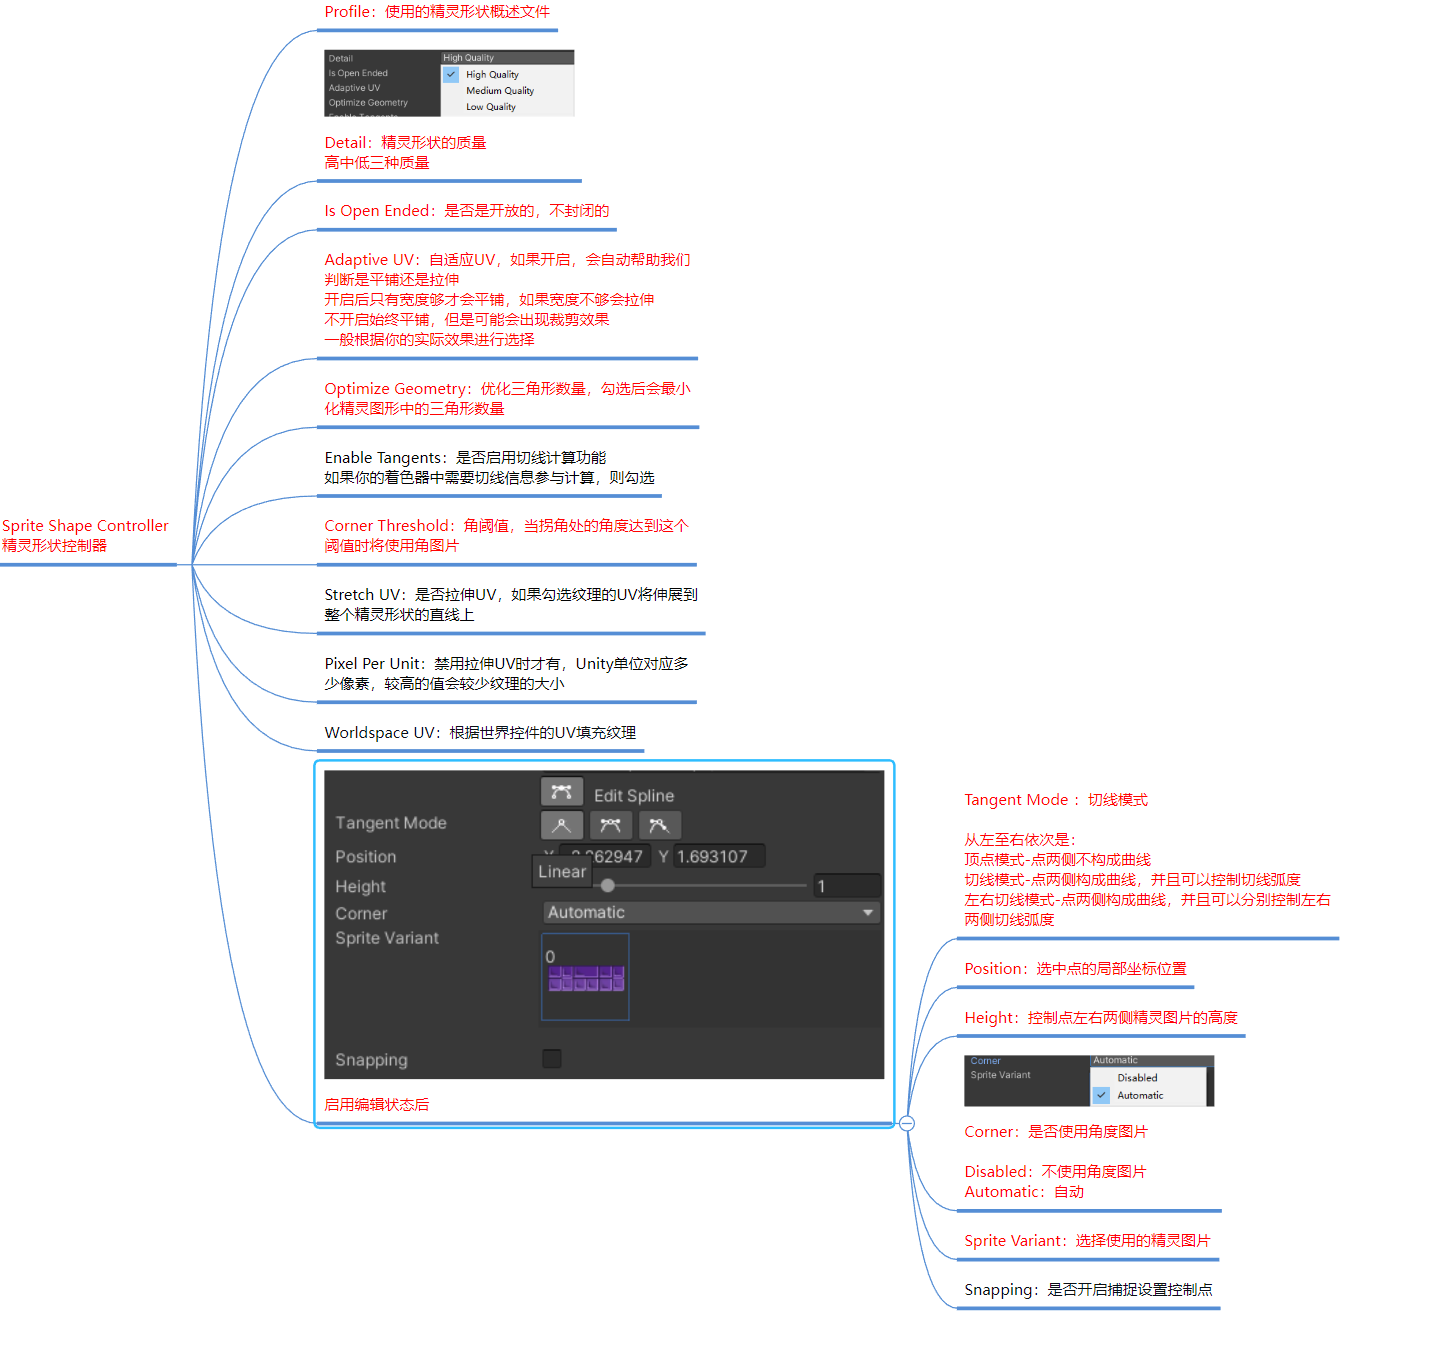 Profile：使用的精灵形状概述文件
Detail
High Quality
Is Open Ended
High Quality
Adaptive UV
Medium Quality
Optimize Geometry
Low Quality
Enable Tangents
Detail：精灵形状的质量
高中低三种质量
Is Open Ended：是否是开放的，不封闭的
Adaptive UV：自适应UV，如果开启，会自动帮助我们
判断是平铺还是拉伸
开启后只有宽度够才会平铺，如果宽度不够会拉伸
不开启始终平铺，但是可能会出现裁剪效果
一般根据你的实际效果进行选择
Optimize Geometry：优化三角形数量，勾选后会最小
化精灵图形中的三角形数量
Enable Tangents：是否启用切线计算功能
如果你的着色器中需要切线信息参与计算，则勾选
Sprite Shape Controller
精灵形状控制器
Corner Threshold：角阈值，当拐角处的角度达到这个
阈值时将使用角图片
Stretch UV：是否拉伸UV，如果勾选纹理的UV将伸展到
整个精灵形状的直线上
Pixel Per Unit：禁用拉伸UV时才有，Unity单位对应多
少像素，较高的值会较少纹理的大小
Worldspace UV：根据世界控件的UV填充纹理
Edit Spline
Tangent Mode
Position
Y 1.693107
Linear
Height
1
Corner
Automatic
Sprite Variant
0
Snapping
启用编辑状态后
Tangent Mode ：切线模式
从左至右依次是：
顶点模式-点两侧不构成曲线
切线模式-点两侧构成曲线，并且可以控制切线弧度
左右切线模式-点两侧构成曲线，并且可以分别控制左右
两侧切线弧度
Position：选中点的局部坐标位置
Height：控制点左右两侧精灵图片的高度
Corner
Automatic
Sprite Variant
Disabled
Automatic
Corner：是否使用角度图片
Disabled：不使用角度图片
Automatic：自动
Sprite Variant：选择使用的精灵图片
Snapping：是否开启捕捉设置控制点